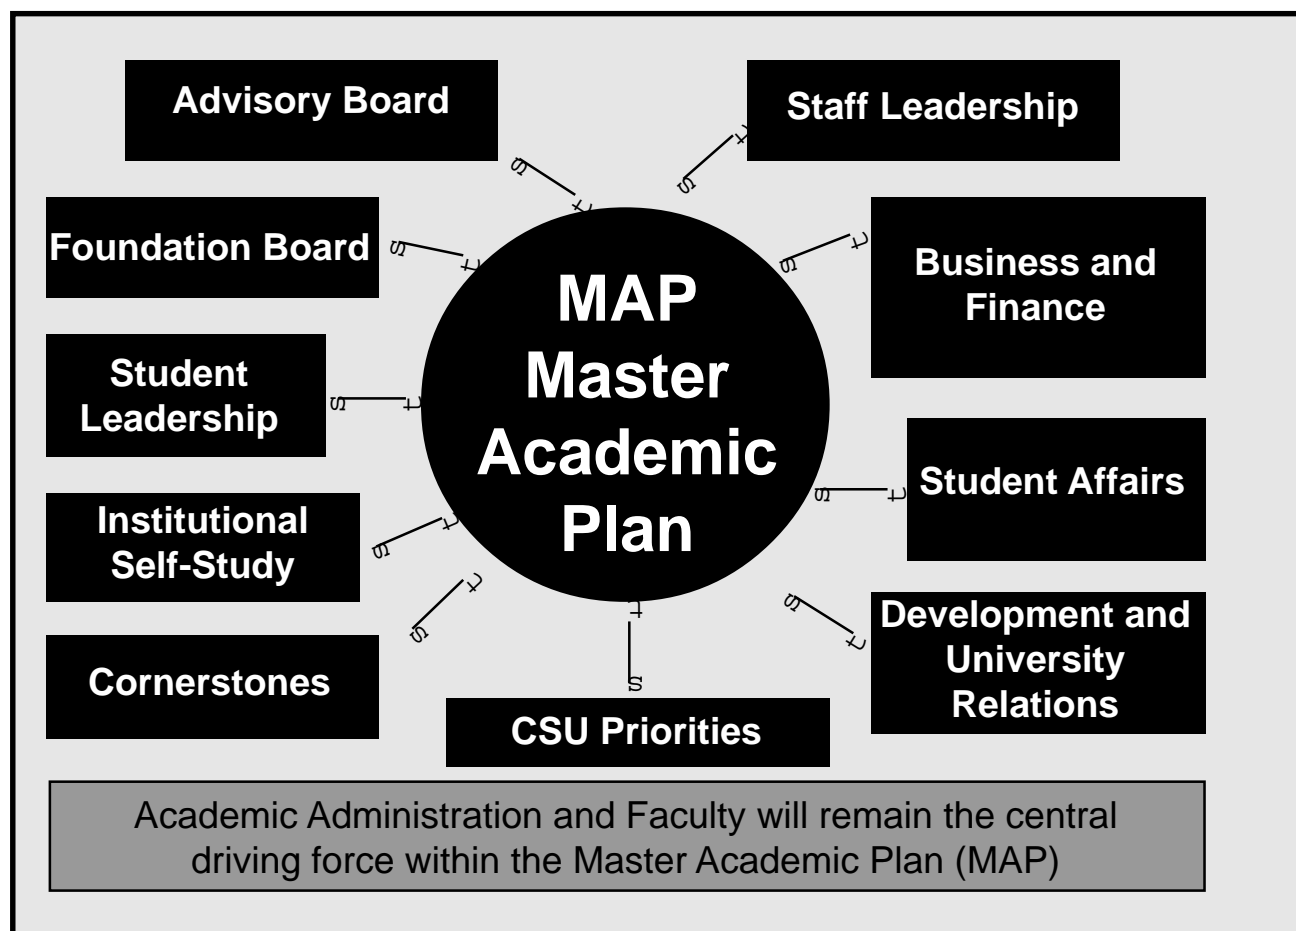 Advisory Board
Staff Leadership
s
t
s
t
Foundation Board
s
t
s
t
Business and
Finance
MAP
Master
Academic
Plan
Student
Leadership
s
t
Student Affairs
s
t
Institutional
Self-Study
s
t
Cornerstones
s
t
CSU Priorities
s
t
Development and
University
Relations
s
t
Academic Administration and Faculty will remain the central
driving force within the Master Academic Plan (MAP)